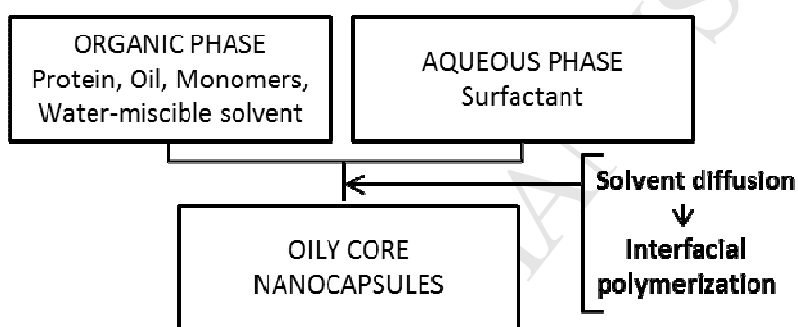 ORGANIC PHASE
Protein, Oil, Monomers,
Water-miscible solvent
AQUEOUS PHASE
Surfactant
Solvent diffusion
Interfacial
polymerization
OILY CORE
NANOCAPSULES